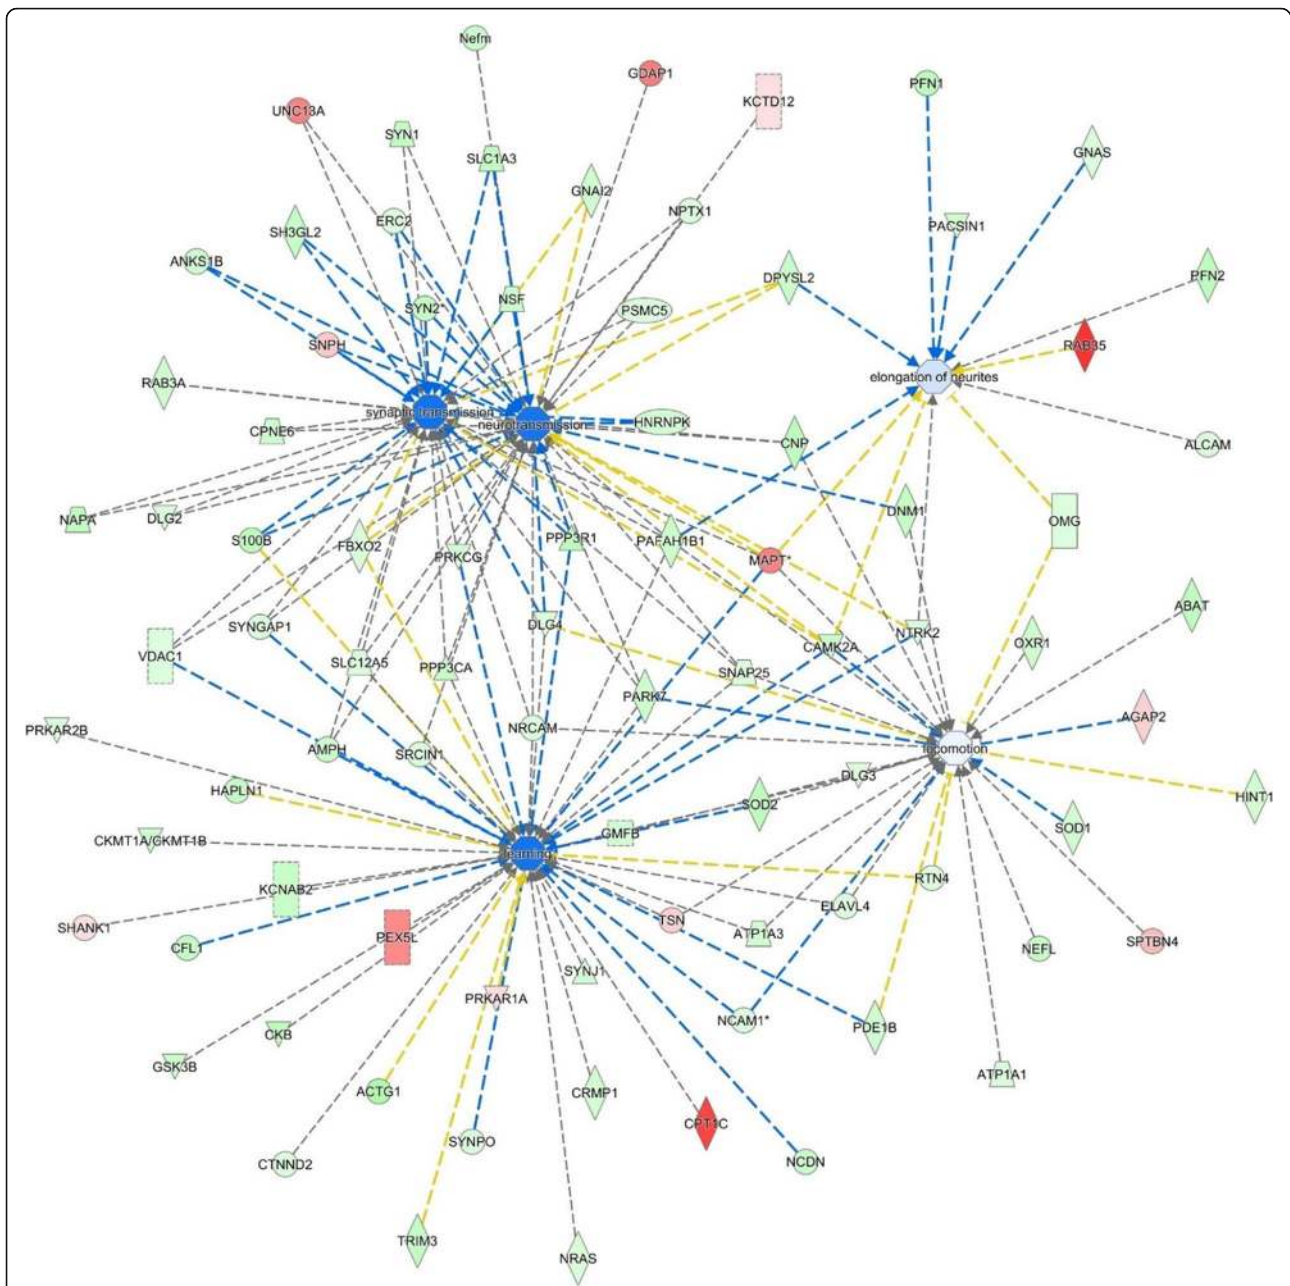 Nefm
GDAP1
PFN1
KCTD12
UNC13A
SYN1
SLC1A3
GNAS
GNAI2
NPTX1
ERC2
SH3GL2
PACSIN1
ANKS1B
DPYSL2
PFN2
NSF
SYN2*
PSMC5
SNPH
RAB35
RAB3A
elongation of neurites
synaptic transmission
neurotransmission
HNRNPK
CPNE6
CNP
ALCAM
NAPA
DLG2
DNM1
OMG
S100B
FBXO2
PRKCG
PPP3R1
PAFAH1B1
MAPT*
ABAT
SYNGAP1
DLG4
CAMK2A
NTRK2
OXR1
VDAC1
SLC12A5
PPP3CA
SNAP25
PARK7
PRKAR2B
NRCAM
AGAP2
AMPH
SRCIN1
locomotion
DLG3
HAPLN1
SOD2
HINT1
CKMT1A/CKMT1B
GMFB
SOD1
learning
KCNAB2
RTN4
SHANK1
CFL1
PEX5L
TSN
ELAVL4
ATP1A3
NEFL
SPTBN4
SYNJ1
PRKAR1A
NCAM1*
PDE1B
CKB
GSK3B
ATP1A1
ACTG1
CRMP1
CPT1C
SYNPO
CTNND2
NCDN
TRIM3
NRAS